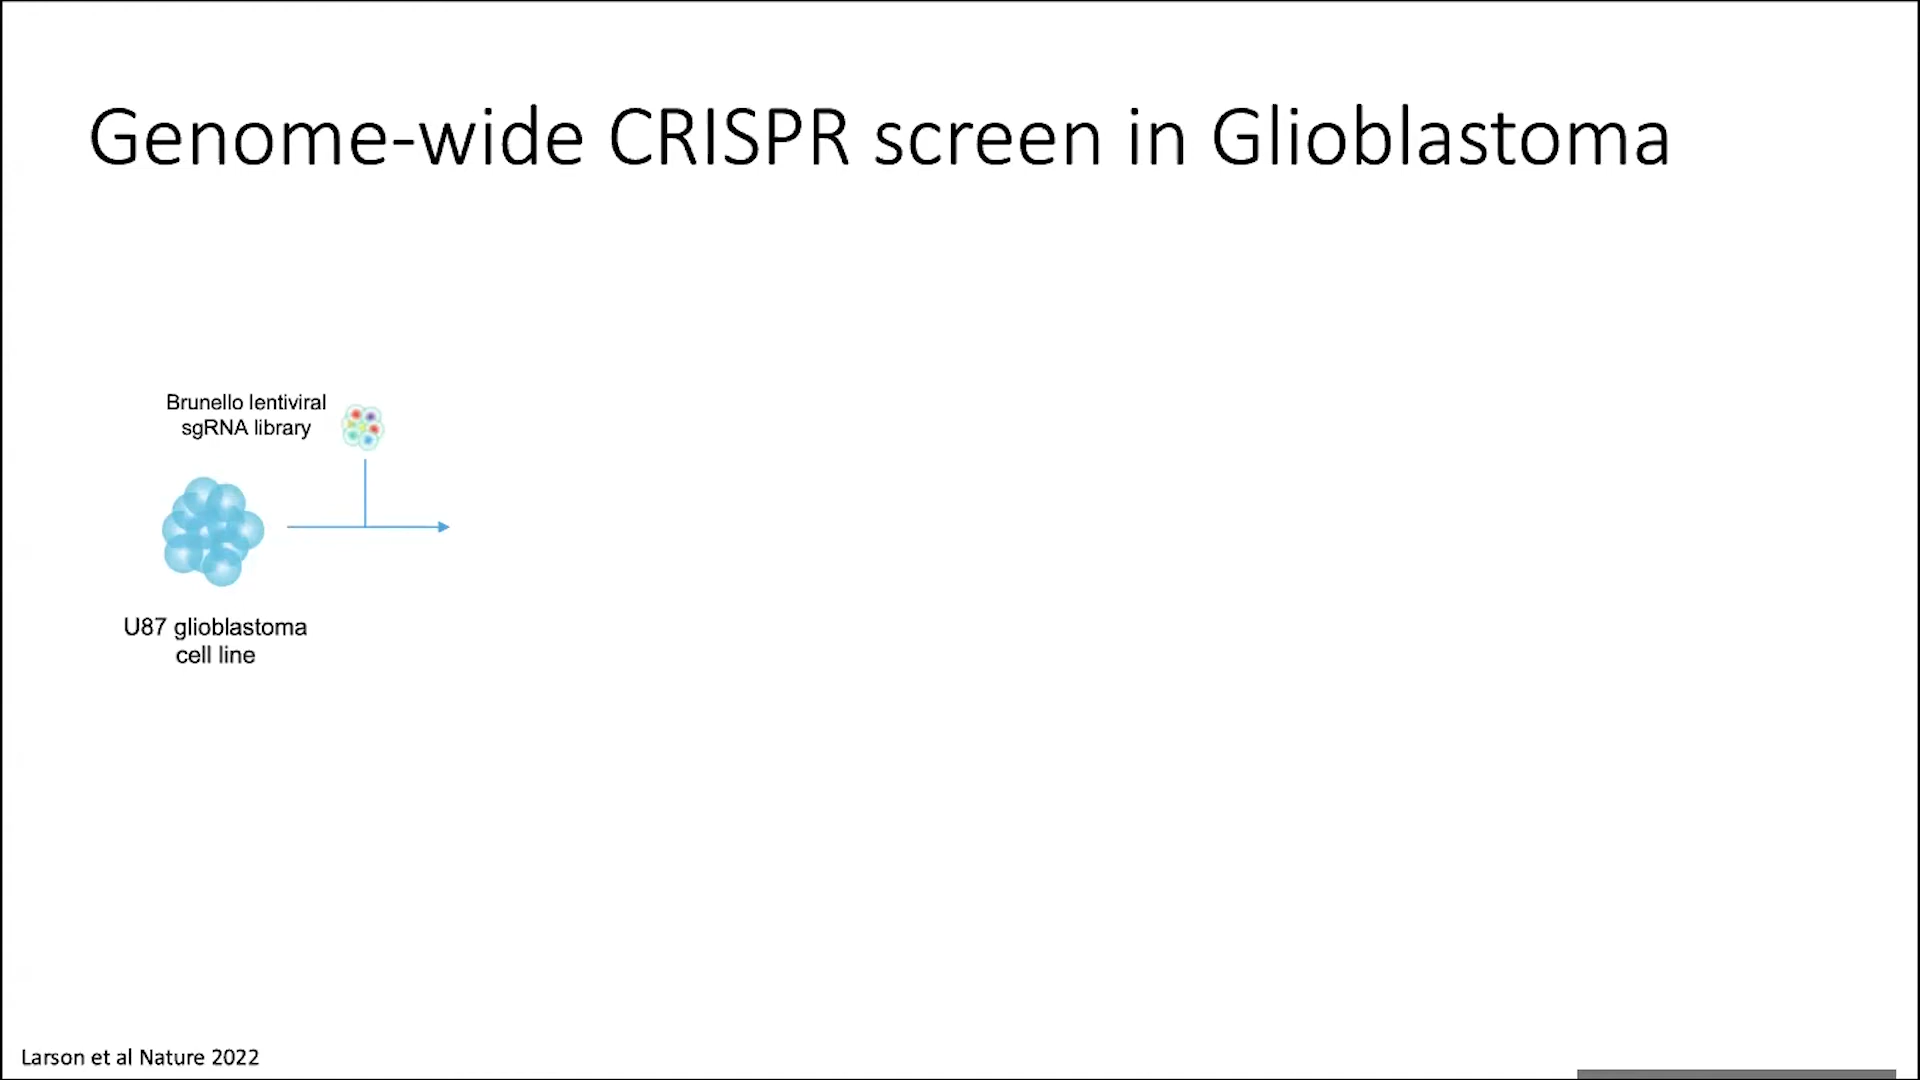 Genome-wide CRISPR screen in Glioblastoma
Brunello lentiviral
sgRNA library
U87 glioblastoma
cell line
Larson et al Nature 2022